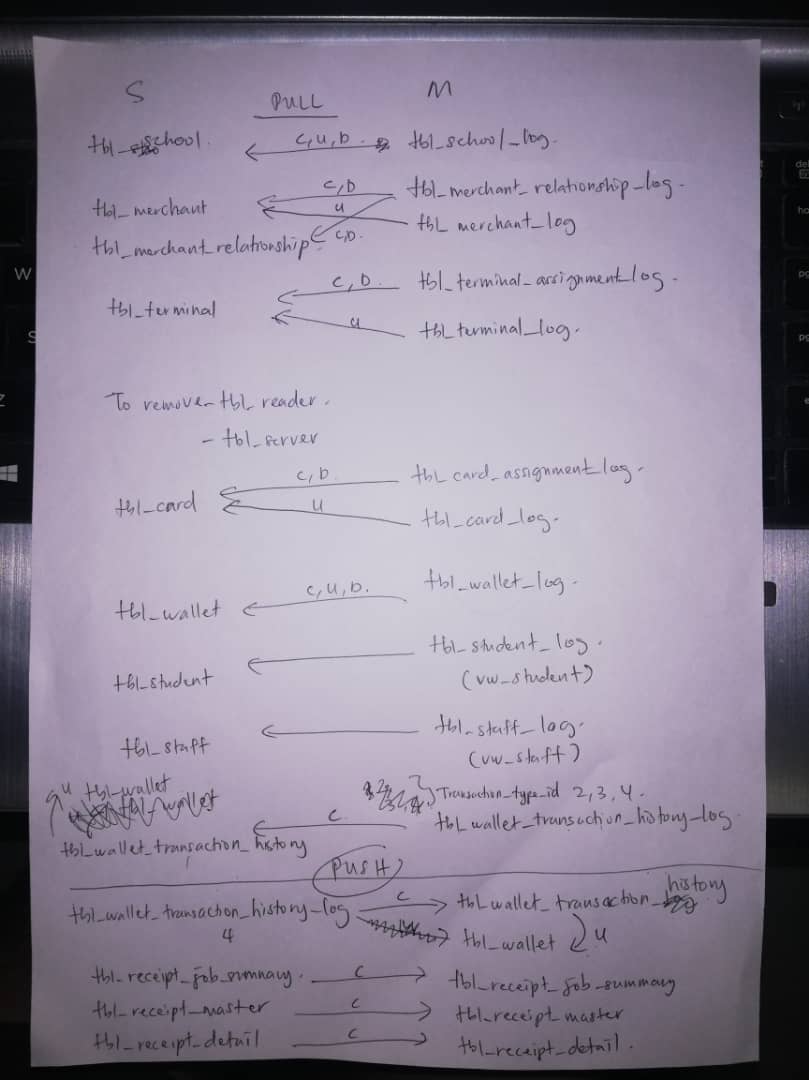 S PULL M
tbl_school. C,U,D. tbl_school_log.
C,D tbl_merchant_relationship_log.
tbl_merchant U tbl_merchant_log
tbl_merchant_relationship C,D.
C,D. tbl_terminal_assignment_log.
tbl_terminal U tbl_terminal_log.
To remove - tbl_reader.
- tbl_server
C,D. tbl_card_assignment_log.
tbl_card U tbl_card_log.
tbl_wallet C,U,D. tbl_wallet_log.
tbl_student tbl_student_log.
(vw_student)
tbl_staff tbl_staff_log.
(vw_staff)
U tbl_wallet Transaction_type_id 2,3,4.
C tbl_wallet_transaction_history_log.
tbl_wallet_transaction_history
PUSH
tbl_wallet_transaction_history_log C tbl_wallet_transaction_history
4 tbl_wallet U
tbl_receipt_job_summary. C tbl_receipt_job_summary
tbl_receipt_master C tbl_receipt_master
tbl_receipt_detail C tbl_receipt_detail.